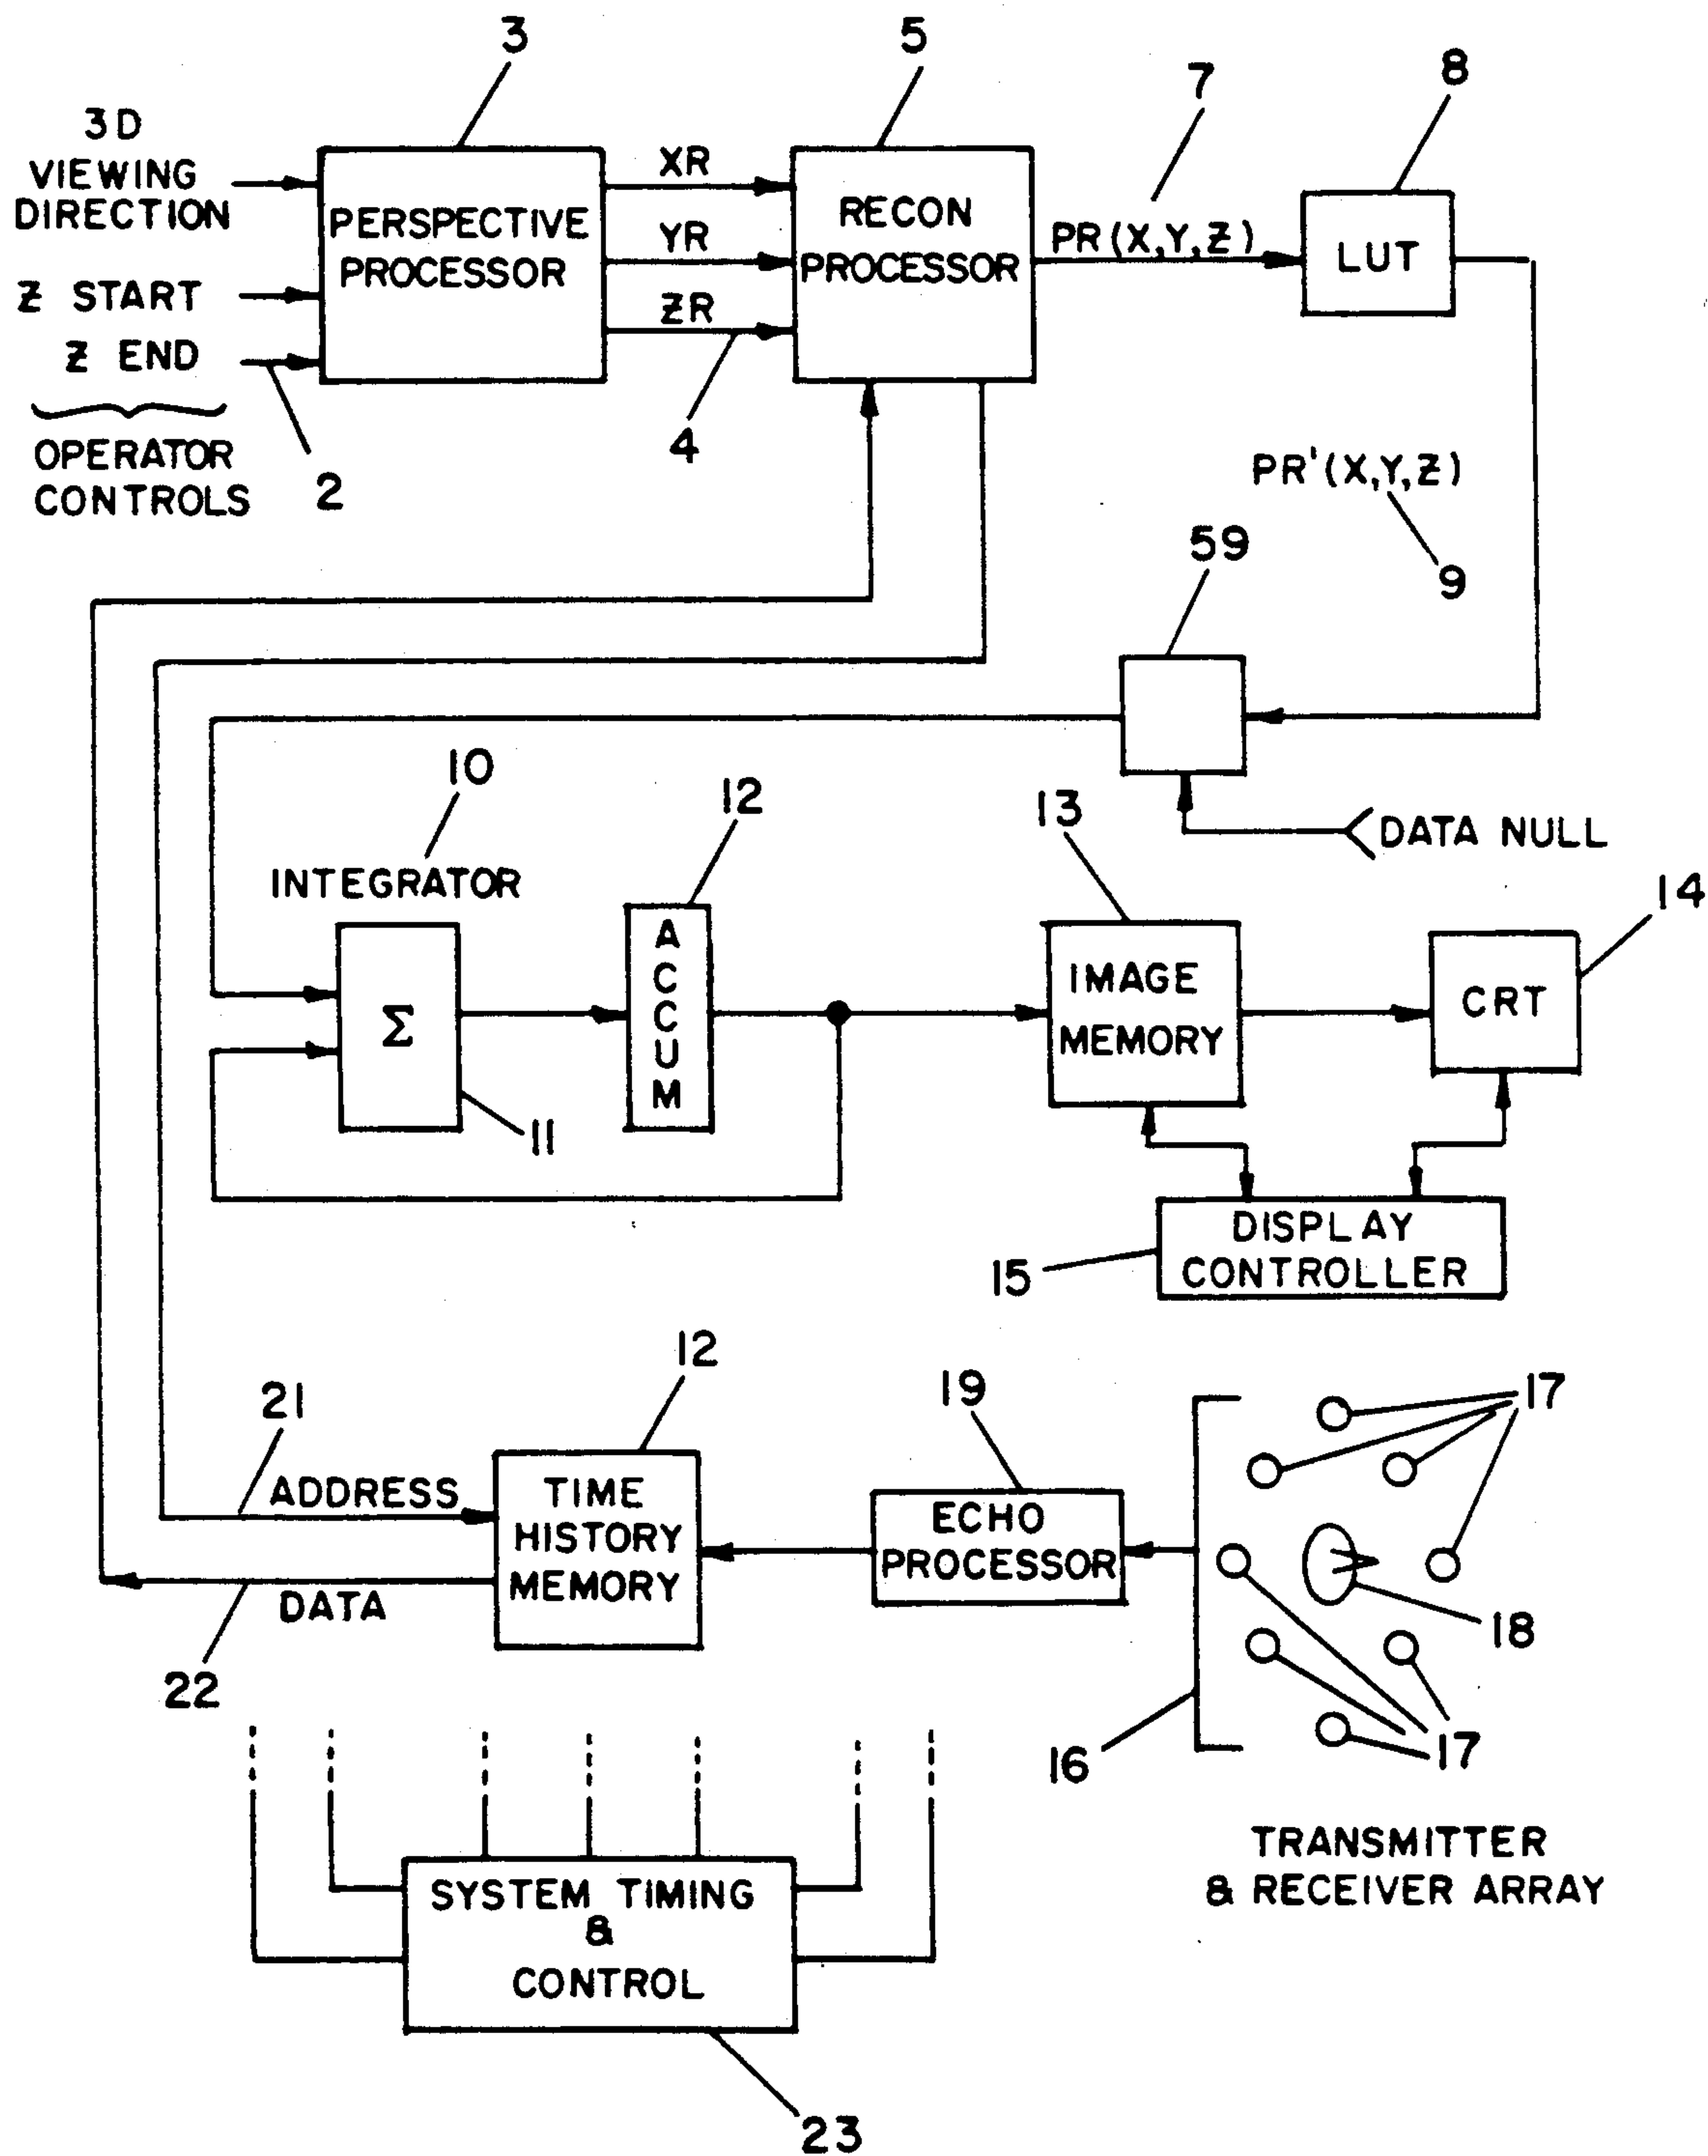 3
5
7
8
3D
VIEWING
DIRECTION
Z START
Z END
OPERATOR
CONTROLS
2
PERSPECTIVE
PROCESSOR
XR
YR
ZR
4
RECON
PROCESSOR
PR(X,Y,Z)
LUT
PR'(X,Y,Z)
9
59
DATA NULL
10
INTEGRATOR
Σ
11
12
ACCUM
13
IMAGE
MEMORY
14
CRT
DISPLAY
CONTROLLER
15
12
TIME
HISTORY
MEMORY
21
ADDRESS
DATA
22
19
ECHO
PROCESSOR
17
18
17
16
TRANSMITTER
& RECEIVER ARRAY
SYSTEM TIMING
&
CONTROL
23